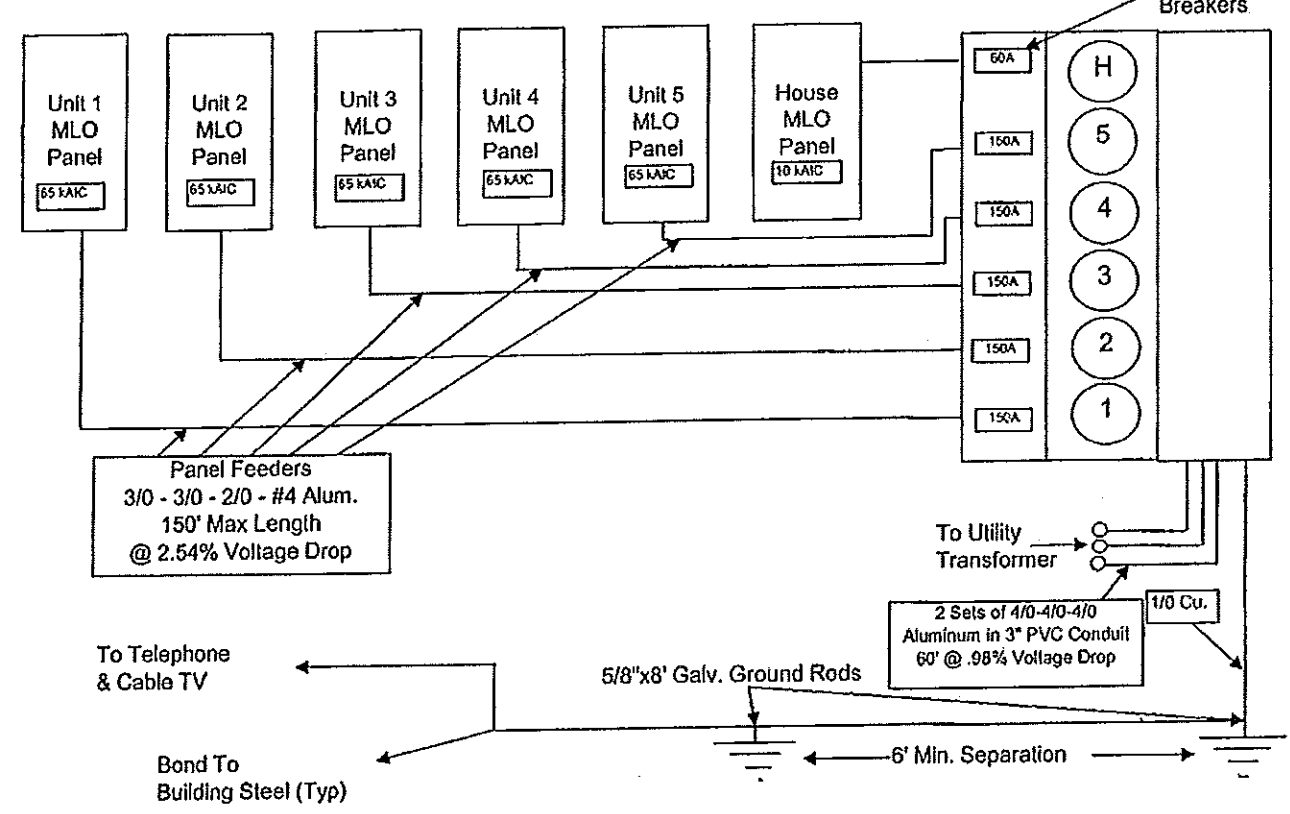 Breakers
Unit 1
MLO
Panel
65 kAIC
Unit 2
MLO
Panel
65 kAIC
Unit 3
MLO
Panel
65 kAIC
Unit 4
MLO
Panel
65 kAIC
Unit 5
MLO
Panel
65 kAIC
House
MLO
Panel
10 kAIC
60A
H
150A
5
150A
4
150A
3
150A
2
150A
1
Panel Feeders
3/0 - 3/0 - 2/0 - #4 Alum.
150' Max Length
@ 2.54% Voltage Drop
To Utility
Transformer
2 Sets of 4/0-4/0-4/0
Aluminum in 3" PVC Conduit
60' @ .98% Voltage Drop
1/0 Cu.
To Telephone
& Cable TV
5/8"x8' Galv. Ground Rods
6' Min. Separation
Bond To
Building Steel (Typ)